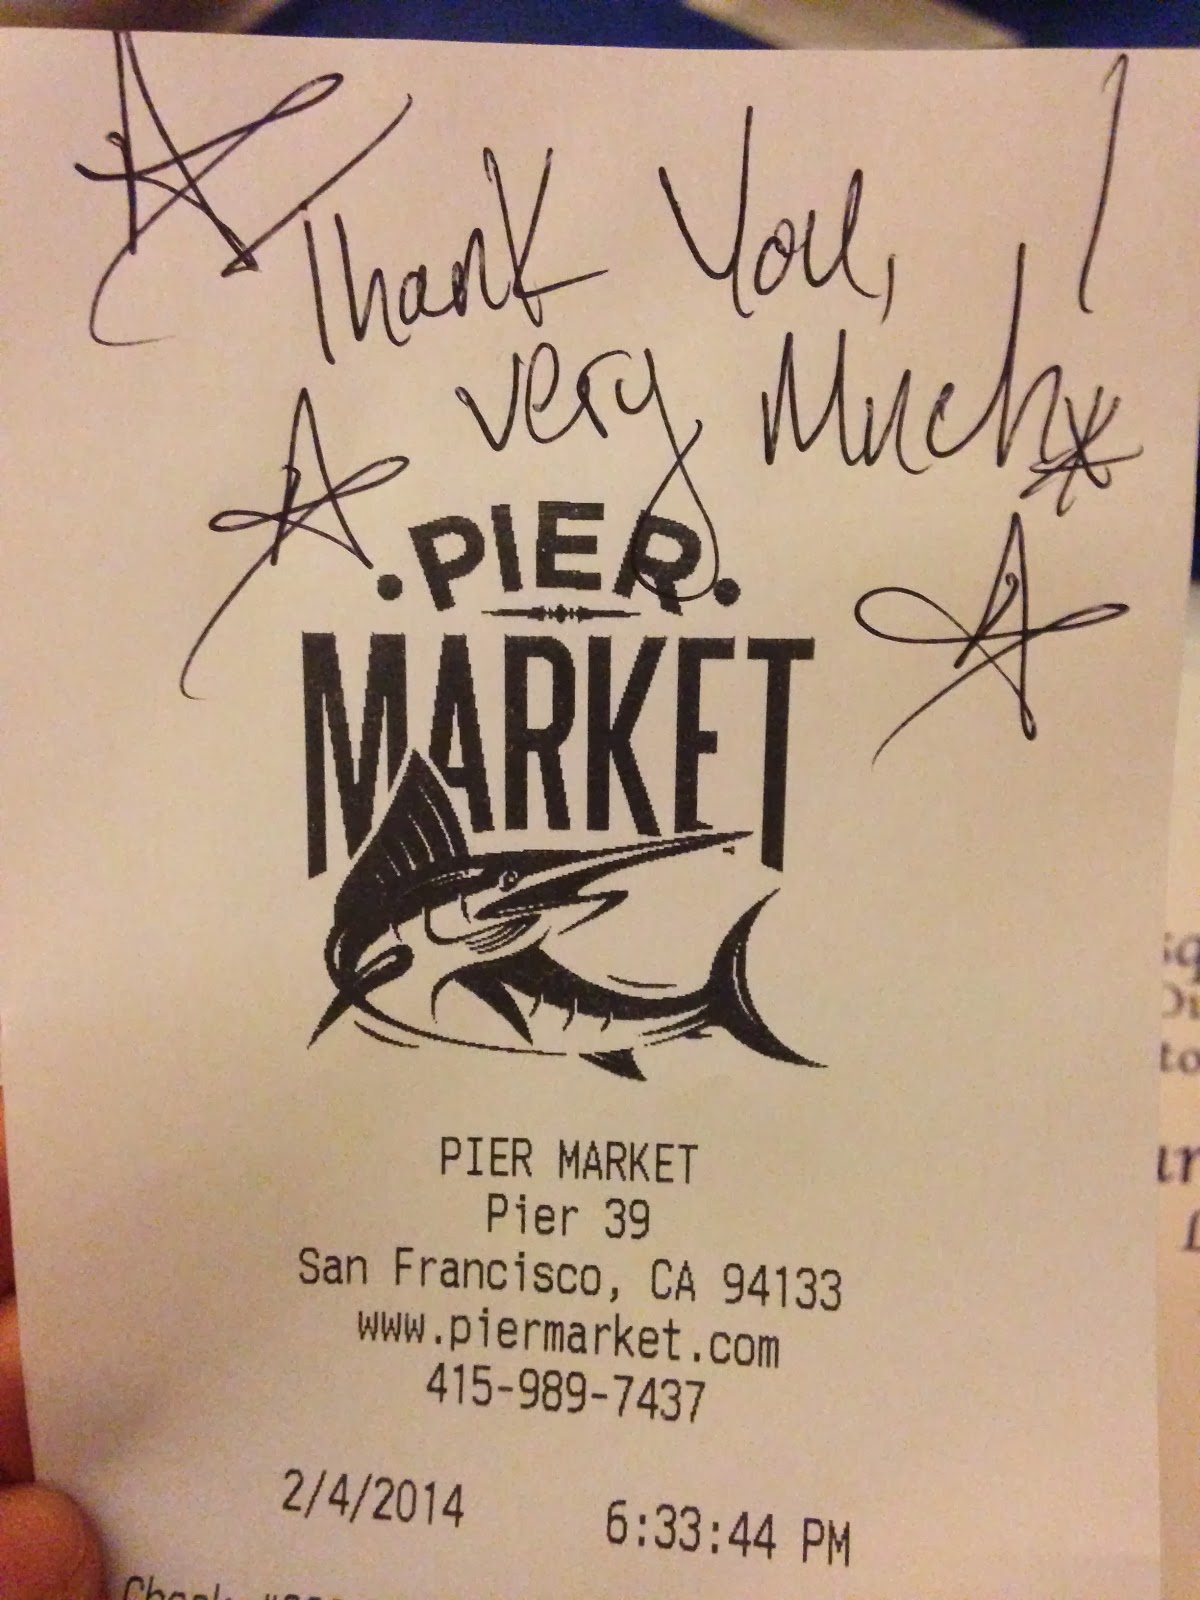 Thank You,
very Much!
PIER
MARKET
PIER MARKET
Pier 39
San Francisco, CA 94133
www.piermarket.com
415-989-7437
2/4/2014 6:33:44 PM
Check